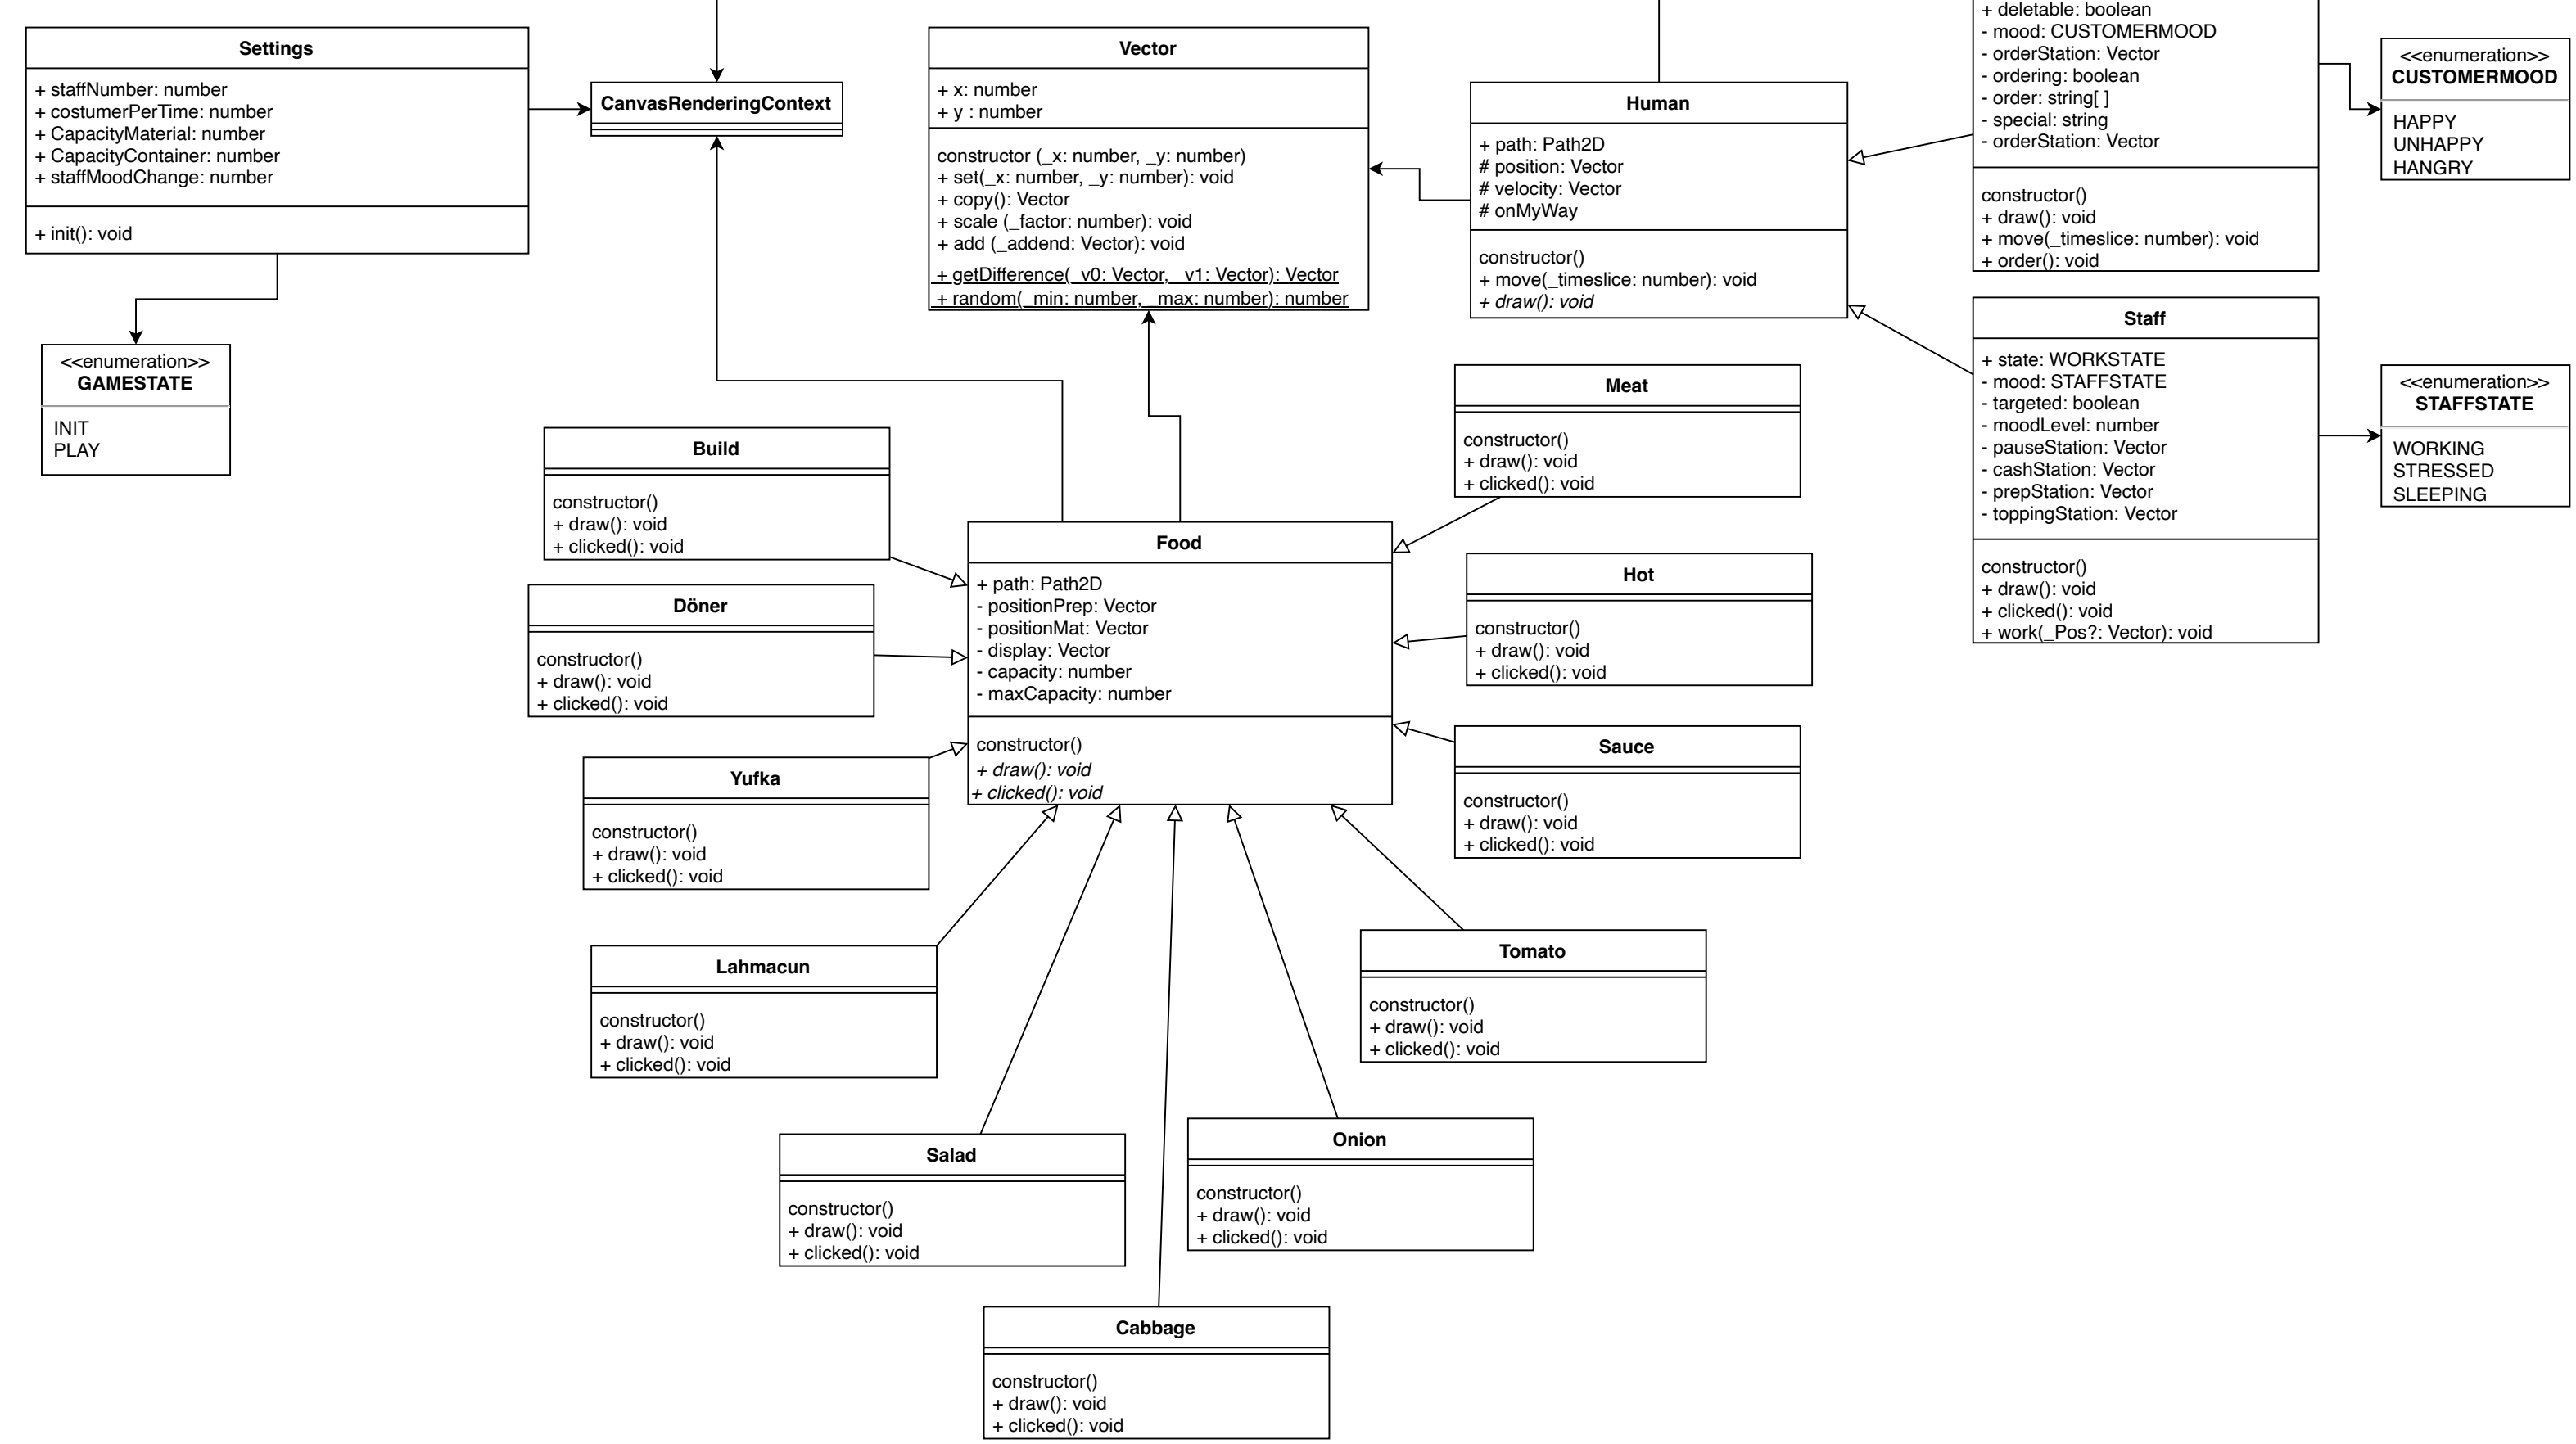 Settings
+ staffNumber: number
+ costumerPerTime: number
+ CapacityMaterial: number
+ CapacityContainer: number
+ staffMoodChange: number
+ init(): void
<<enumeration>>
GAMESTATE
INIT
PLAY
CanvasRenderingContext
Vector
+ x: number
+ y : number
constructor (_x: number, _y: number)
+ set(_x: number, _y: number): void
+ copy(): Vector
+ scale (_factor: number): void
+ add (_addend: Vector): void
+ getDifference(_v0: Vector, _v1: Vector): Vector
+ random(_min: number, _max: number): number
Human
+ path: Path2D
# position: Vector
# velocity: Vector
# onMyWay
constructor()
+ move(_timeslice: number): void
+ draw(): void
+ deletable: boolean
- mood: CUSTOMERMOOD
- orderStation: Vector
- ordering: boolean
- order: string[ ]
- special: string
- orderStation: Vector
constructor()
+ draw(): void
+ move(_timeslice: number): void
+ order(): void
<<enumeration>>
CUSTOMERMOOD
HAPPY
UNHAPPY
HANGRY
Staff
+ state: WORKSTATE
- mood: STAFFSTATE
- targeted: boolean
- moodLevel: number
- pauseStation: Vector
- cashStation: Vector
- prepStation: Vector
- toppingStation: Vector
constructor()
+ draw(): void
+ clicked(): void
+ work(_Pos?: Vector): void
<<enumeration>>
STAFFSTATE
WORKING
STRESSED
SLEEPING
Build
constructor()
+ draw(): void
+ clicked(): void
Döner
constructor()
+ draw(): void
+ clicked(): void
Yufka
constructor()
+ draw(): void
+ clicked(): void
Food
+ path: Path2D
- positionPrep: Vector
- positionMat: Vector
- display: Vector
- capacity: number
- maxCapacity: number
constructor()
+ draw(): void
+ clicked(): void
Meat
constructor()
+ draw(): void
+ clicked(): void
Hot
constructor()
+ draw(): void
+ clicked(): void
Sauce
constructor()
+ draw(): void
+ clicked(): void
Lahmacun
constructor()
+ draw(): void
+ clicked(): void
Tomato
constructor()
+ draw(): void
+ clicked(): void
Salad
constructor()
+ draw(): void
+ clicked(): void
Onion
constructor()
+ draw(): void
+ clicked(): void
Cabbage
constructor()
+ draw(): void
+ clicked(): void